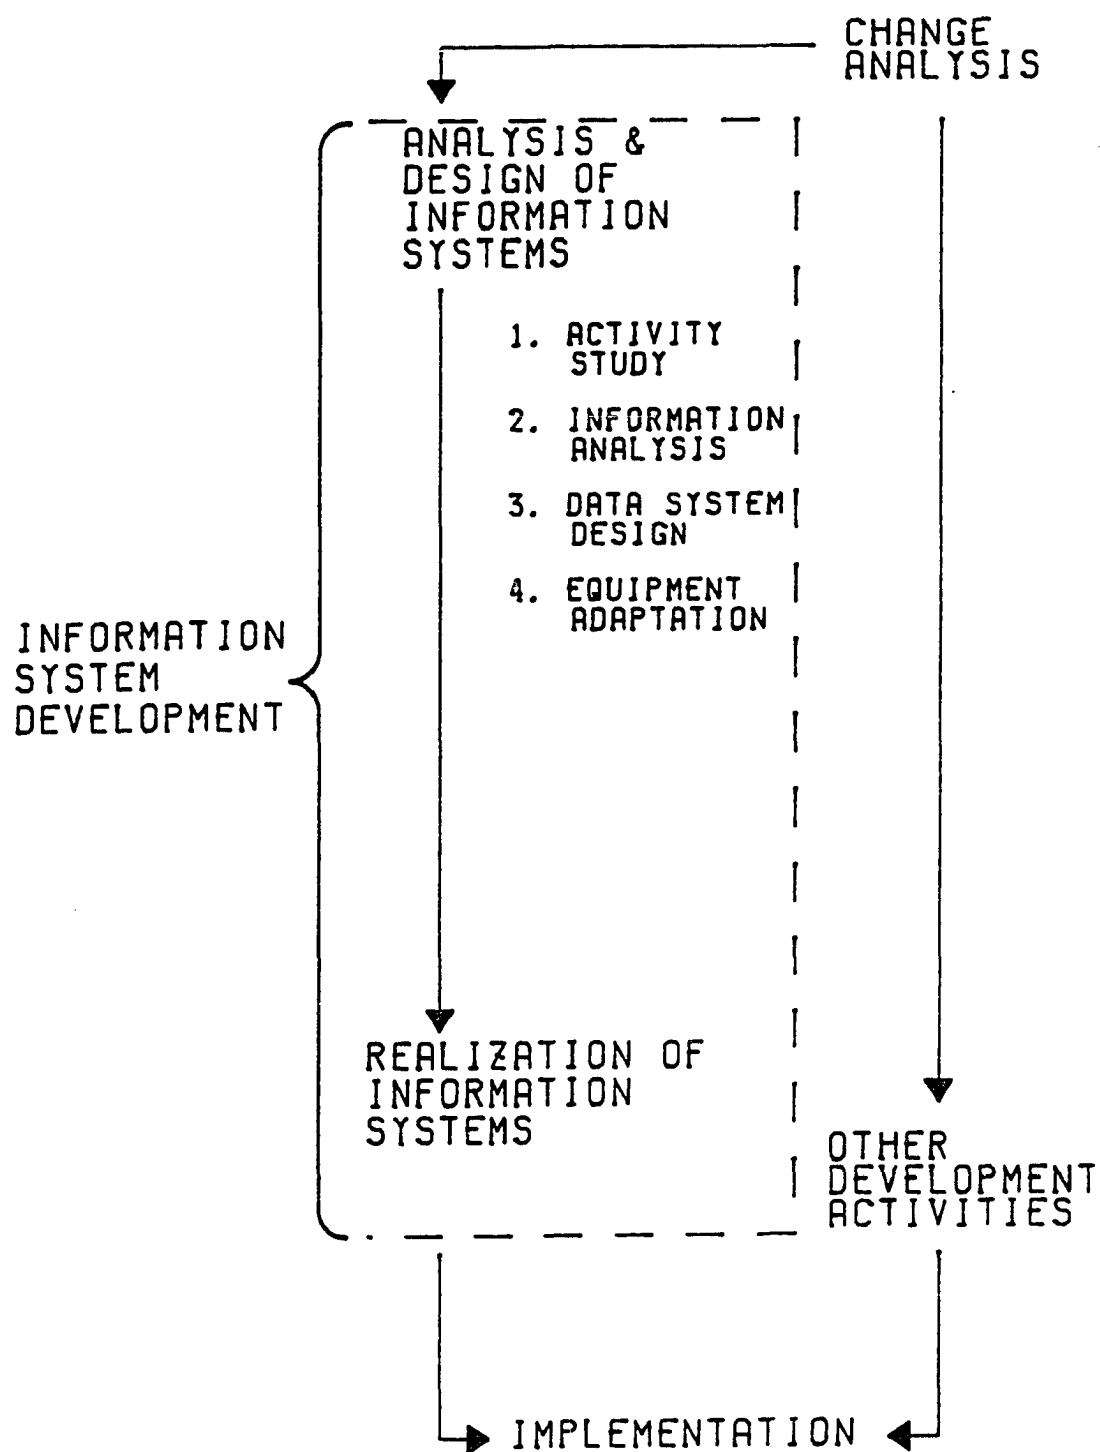 CHANGE
ANALYSIS
ANALYSIS &
DESIGN OF
INFORMATION
SYSTEMS
1. ACTIVITY
STUDY
2. INFORMATION
ANALYSIS
3. DATA SYSTEM
DESIGN
4. EQUIPMENT
ADAPTATION
INFORMATION
SYSTEM
DEVELOPMENT
REALIZATION OF
INFORMATION
SYSTEMS
OTHER
DEVELOPMENT
ACTIVITIES
IMPLEMENTATION